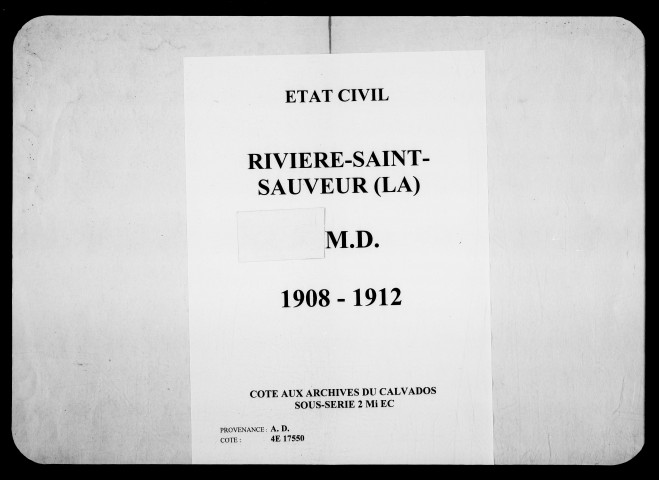 ETAT CIVIL
RIVIERE-SAINT-
SAUVEUR (LA)
M.D.
1908 - 1912
COTE AUX ARCHIVES DU CALVADOS
SOUS-SERIE 2 Mi EC
PROVENANCE : A. D.
COTE : 4E 17550